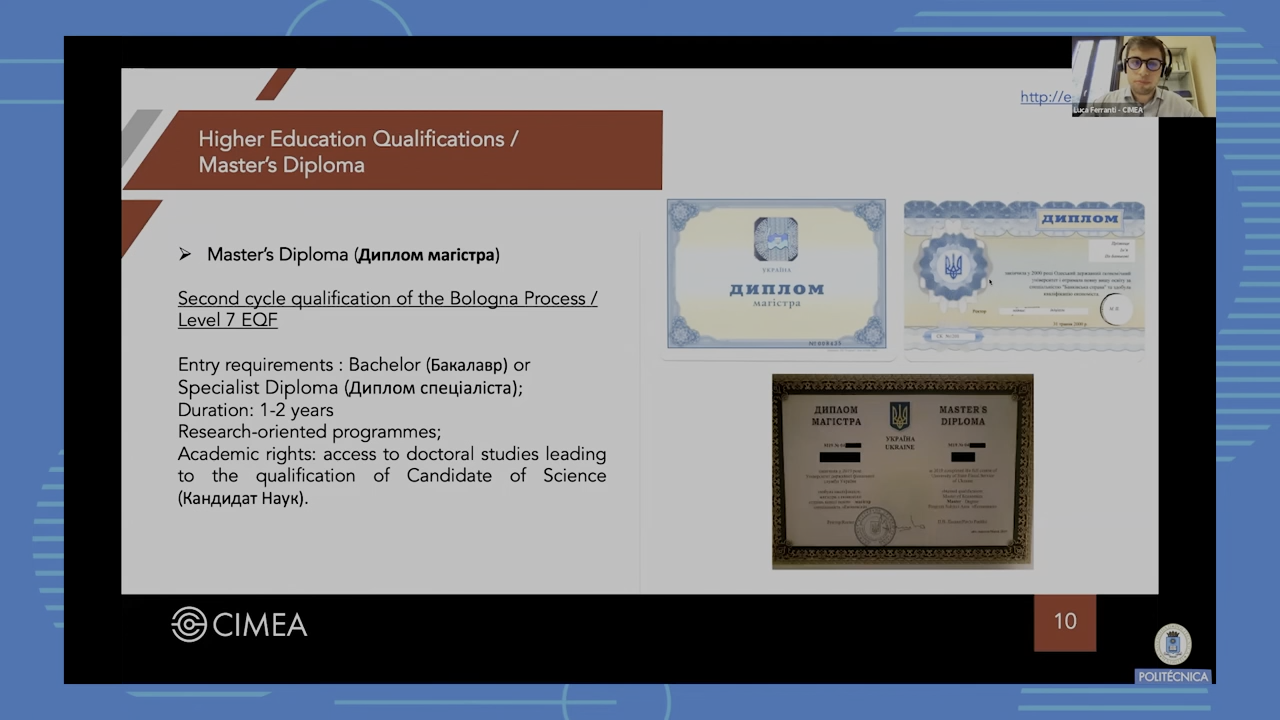 http://e
Luca Ferranti - CIMEA
Higher Education Qualifications /
Master's Diploma
➢ Master's Diploma (Диплом магістра)
Second cycle qualification of the Bologna Process /
Level 7 EQF
Entry requirements : Bachelor (Бакалавр) or
Specialist Diploma (Диплом спеціаліста);
Duration: 1-2 years
Research-oriented programmes;
Academic rights: access to doctoral studies leading
to the qualification of Candidate of Science
(Кандидат Наук).
УКРАЇНА
ДИПЛОМ
магістра
ДИПЛОМ
ДИПЛОМ
МАГІСТРА
УКРАЇНА
UKRAINE
MASTER'S
DIPLOMA
CIMEA
10
POLITÉCNICA